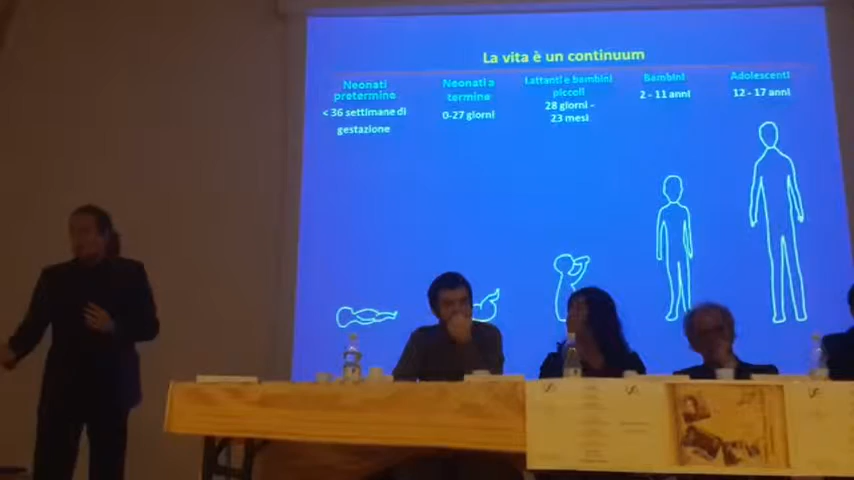 La vita è un continuum
Neonati
pretermine
< 36 settimane di
gestazione
Neonati a
termine
0-27 giorni
Lattanti e bambini
piccoli
28 giorni -
23 mesi
Bambini
2 - 11 anni
Adolescenti
12 - 17 anni